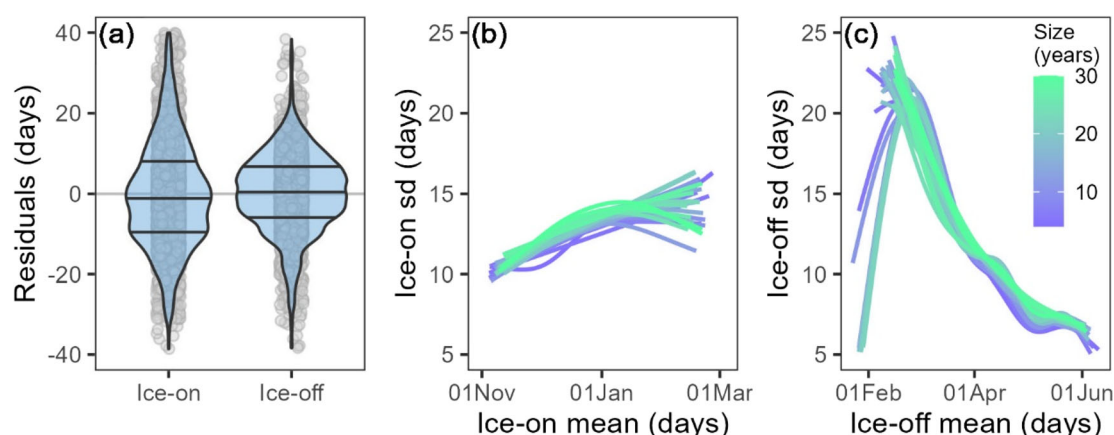 (a)
Residuals (days)
40
20
0
-20
-40
Ice-on
Ice-off
(b)
Ice-on sd (days)
25
20
15
10
5
01Nov
01Jan
01Mar
Ice-on mean (days)
(c)
Ice-off sd (days)
25
20
15
10
5
01Feb
01Apr
01Jun
Ice-off mean (days)
Size
(years)
30
20
10